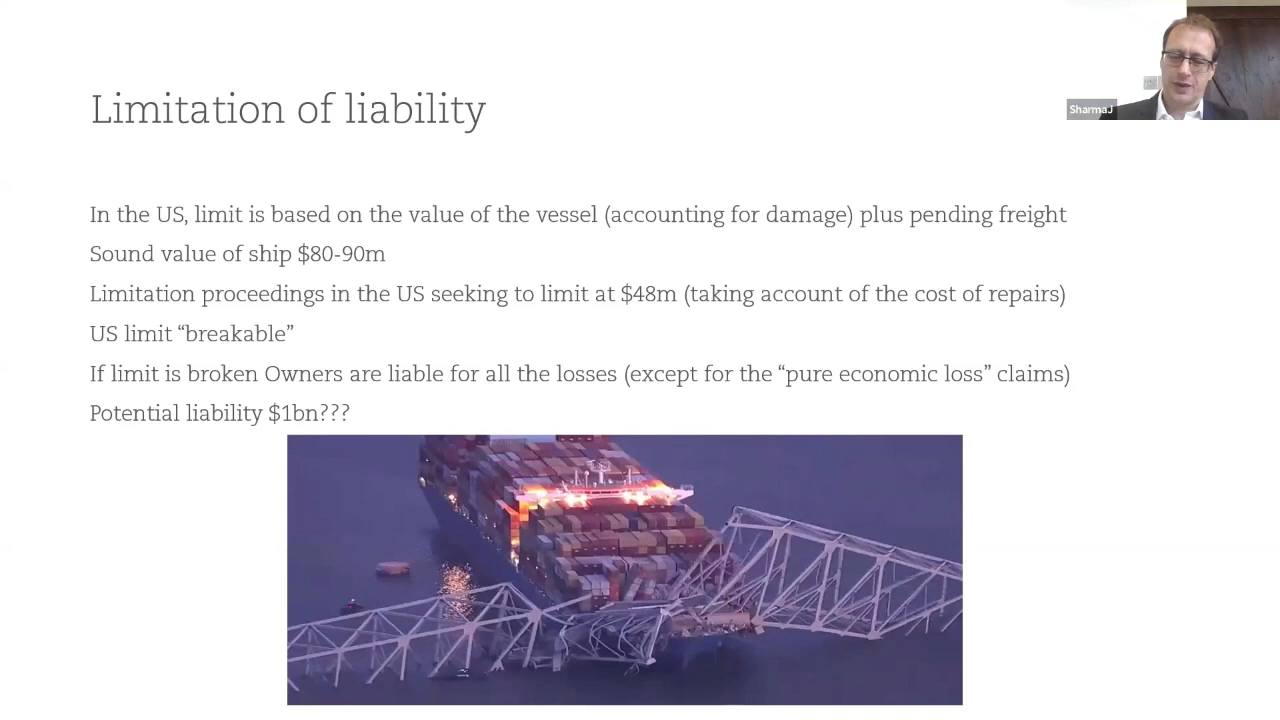 Limitation of liability
SharmaJ
In the US, limit is based on the value of the vessel (accounting for damage) plus pending freight
Sound value of ship $80-90m
Limitation proceedings in the US seeking to limit at $48m (taking account of the cost of repairs)
US limit “breakable”
If limit is broken Owners are liable for all the losses (except for the “pure economic loss” claims)
Potential liability $1bn???